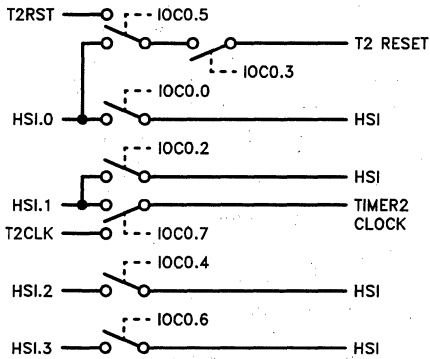 T2RST
IOC0.5
T2 RESET
IOC0.3
IOC0.0
HSI.0
HSI
IOC0.2
HSI
HSI.1
TIMER2
CLOCK
T2CLK
IOC0.7
IOC0.4
HSI.2
HSI
IOC0.6
HSI.3
HSI